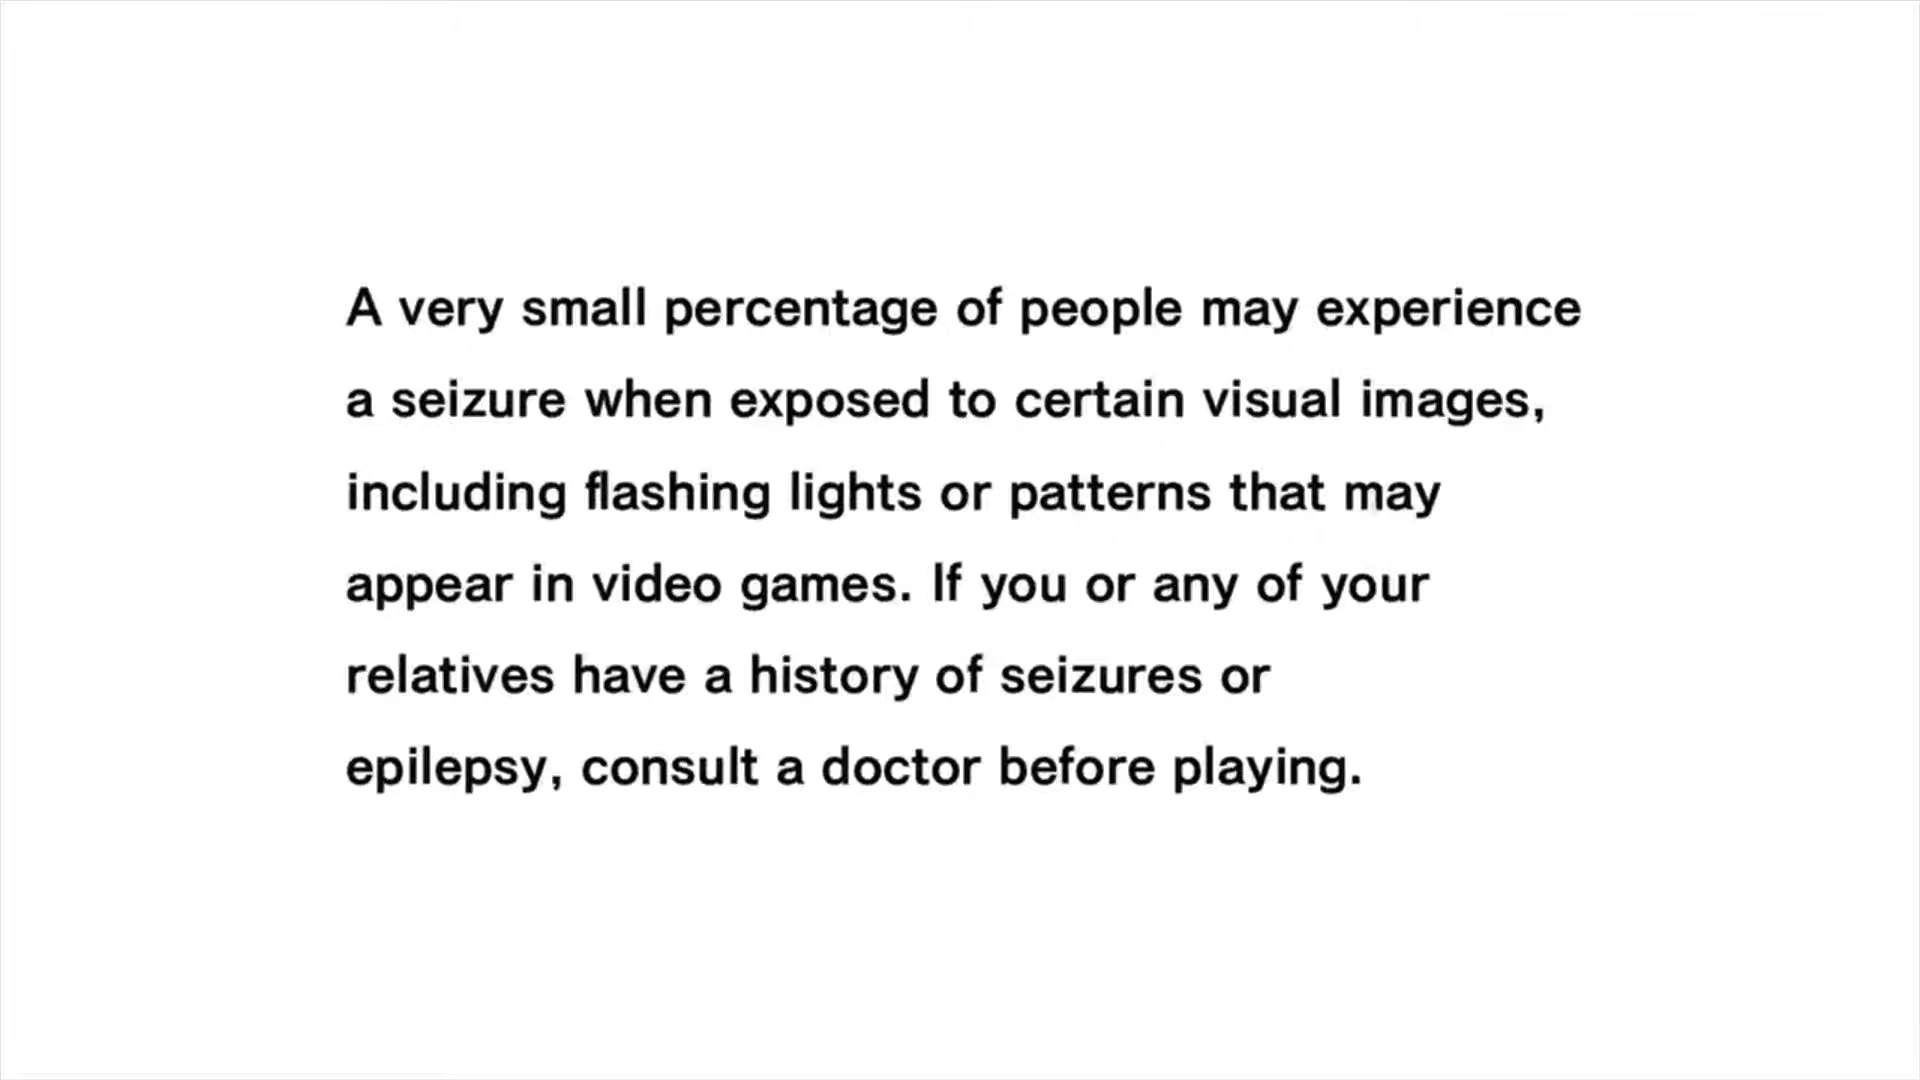 A very small percentage of people may experience
a seizure when exposed to certain visual images,
including flashing lights or patterns that may
appear in video games. If you or any of your
relatives have a history of seizures or
epilepsy, consult a doctor before playing.